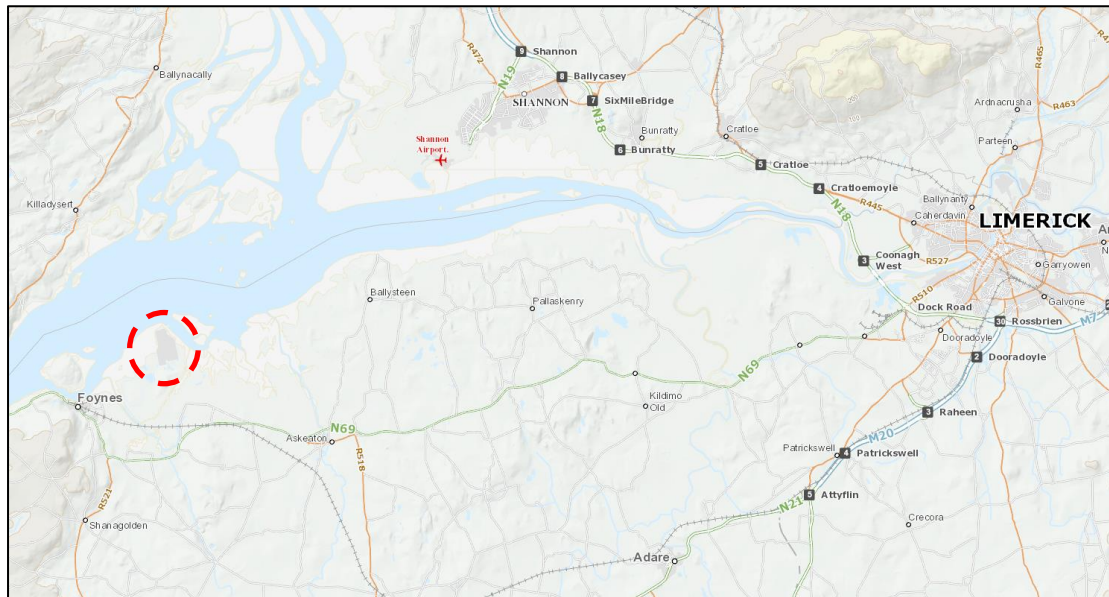 R472
9 Shannon
R465
Ballynacally
8 Ballycasey
N19
SHANNON
7 SixMileBridge
Ardnacrusha
R463
N18
Bunratty
Cratloe
Shannon
Airport.
6 Bunratty
Parteen
5 Cratloe
4 Cratloemoyle
Killadysert
R445
Ballynanty
Caherdavin
LIMERICK
N18
3 Coonagh
West
R527
Garryowen
Ballysteen
Pallaskenry
R510
Dock Road
Galvone
30 Rossbrien
M7
Dooradoyle
2 Dooradoyle
N69
Foynes
Kildimo
Old
3 Raheen
N69
Askeaton
M20
R518
Patrickswell
4 Patrickswell
R521
5 Attyflin
N21
Shanagolden
Crecora
Adare